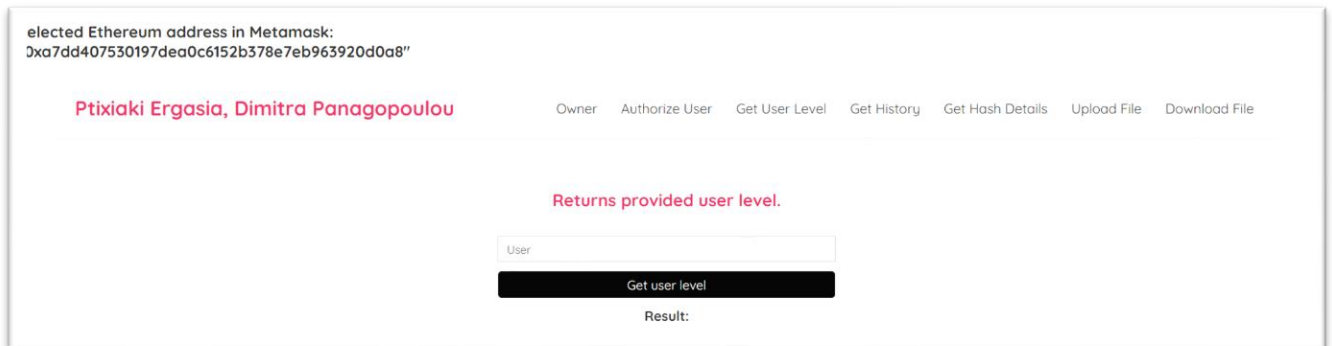 elected Ethereum address in Metamask:
0xa7dd407530197dea0c6152b378e7eb963920d0a8"
Ptixiaki Ergasia, Dimitra Panagopoulou
Owner Authorize User Get User Level Get History Get Hash Details Upload File Download File
Returns provided user level.
User
Get user level
Result: